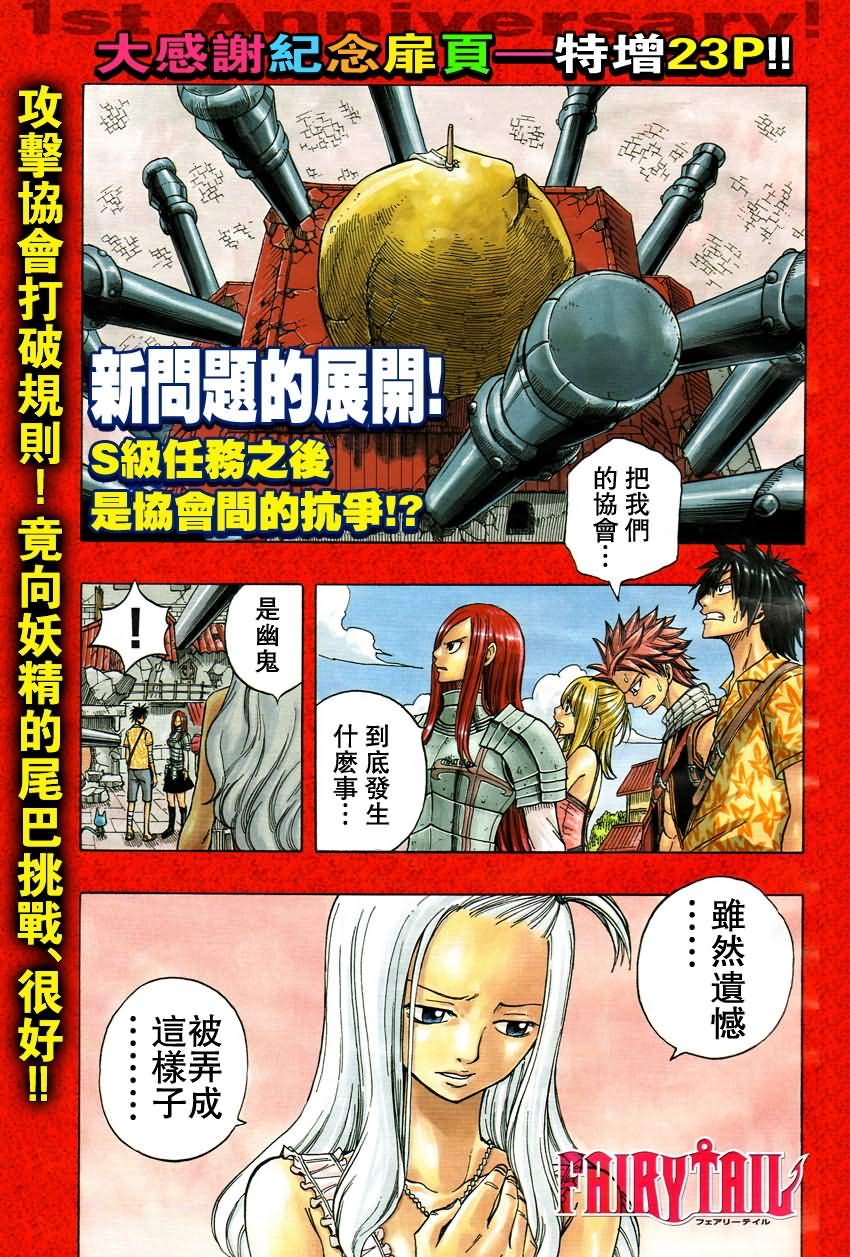 1st Anniversary!
大感謝紀念扉頁—特增23P!!
攻擊協會打破規則！竟向妖精的尾巴挑戰、很好!!
新問題的展開!
S級任務之後
是協會間的抗爭!?
把我們
的協會…
到底發生
什麼事…
是幽鬼
!
雖然遺憾
……
被弄成
這樣子
………
FAIRY TAIL
フェアリーテイル